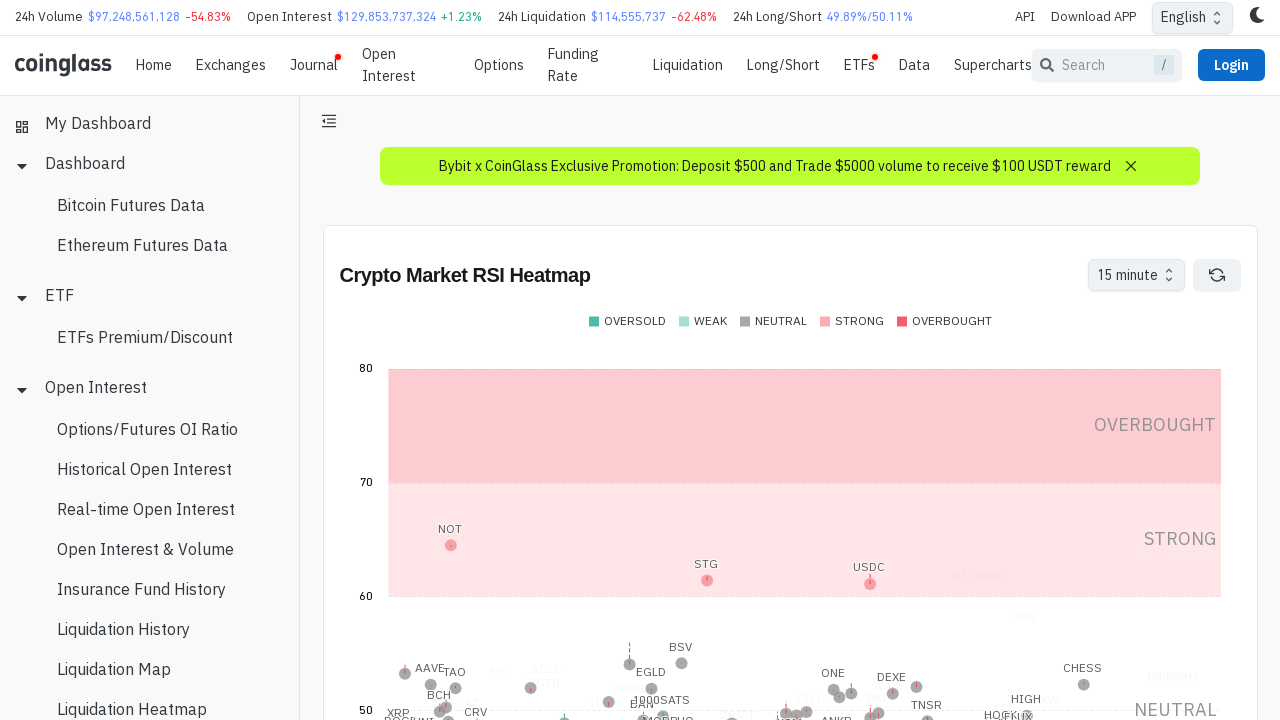 24h Volume $97,248,561,128 -54.83% Open Interest $129,853,737,324 +1.23% 24h Liquidation $114,555,737 -62.48% 24h Long/Short 49.89%/50.11% API Download APP English
coinglass Home Exchanges Journal Open Interest Options Funding Rate Liquidation Long/Short ETFs Data Supercharts Search / Login
My Dashboard
Dashboard
Bitcoin Futures Data
Ethereum Futures Data
ETF
ETFs Premium/Discount
Open Interest
Options/Futures OI Ratio
Historical Open Interest
Real-time Open Interest
Open Interest & Volume
Insurance Fund History
Liquidation History
Liquidation Map
Liquidation Heatmap
Bybit x CoinGlass Exclusive Promotion: Deposit $500 and Trade $5000 volume to receive $100 USDT reward
Crypto Market RSI Heatmap 15 minute
OVERSOLD WEAK NEUTRAL STRONG OVERBOUGHT
80
OVERBOUGHT
70
NOT
STRONG
STG USDC
60
BSV
AAVE TAO EGLD ONE DEXE CHESS
BCH 1000SATS HIGH
XRP CRV TNSR
50 NEUTRAL